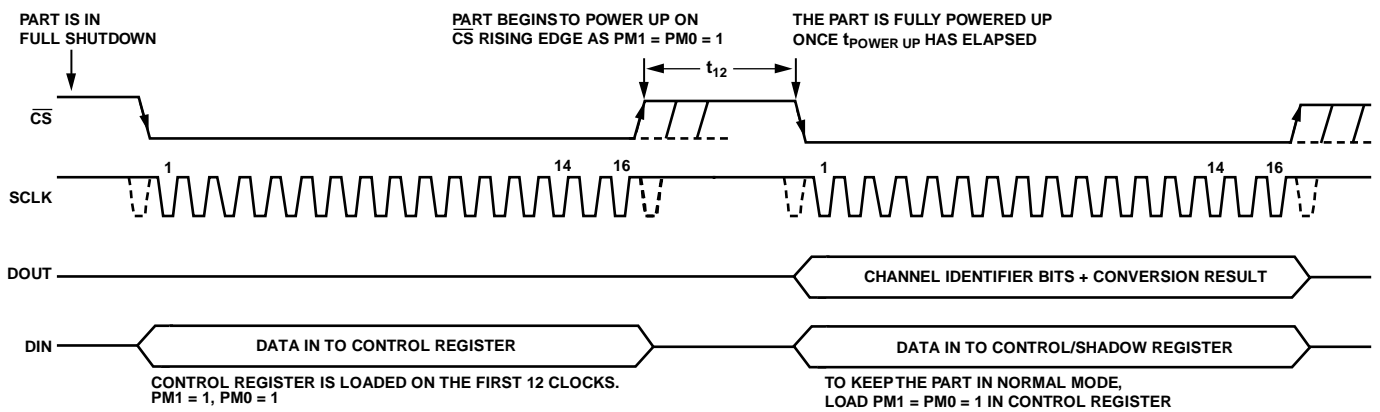 PART IS IN
FULL SHUTDOWN
PART BEGINS TO POWER UP ON
CS RISING EDGE AS PM1 = PM0 = 1
THE PART IS FULLY POWERED UP
ONCE tPOWER UP HAS ELAPSED
t12
CS
1 14 16 1 14 16
SCLK
DOUT
CHANNEL IDENTIFIER BITS + CONVERSION RESULT
DIN
DATA IN TO CONTROL REGISTER
DATA IN TO CONTROL/SHADOW REGISTER
CONTROL REGISTER IS LOADED ON THE FIRST 12 CLOCKS.
PM1 = 1, PM0 = 1
TO KEEP THE PART IN NORMAL MODE,
LOAD PM1 = PM0 = 1 IN CONTROL REGISTER